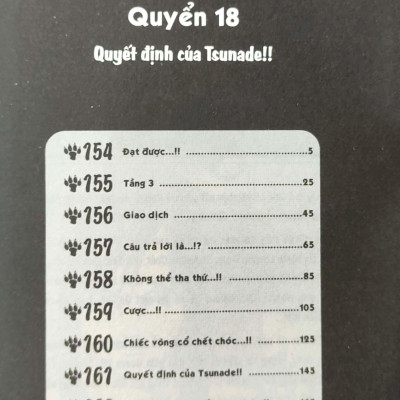 Quyển 18
Quyết định của Tsunade!!
154 Đạt được...!! 5
155 Tầng 3 25
156 Giao dịch 45
157 Câu trả lời là...!? 65
158 Không thể tha thứ...!! 85
159 Cược...!! 105
160 Chiếc vòng cổ chết chóc...!! 125
161 Quyết định của Tsunade!! 145